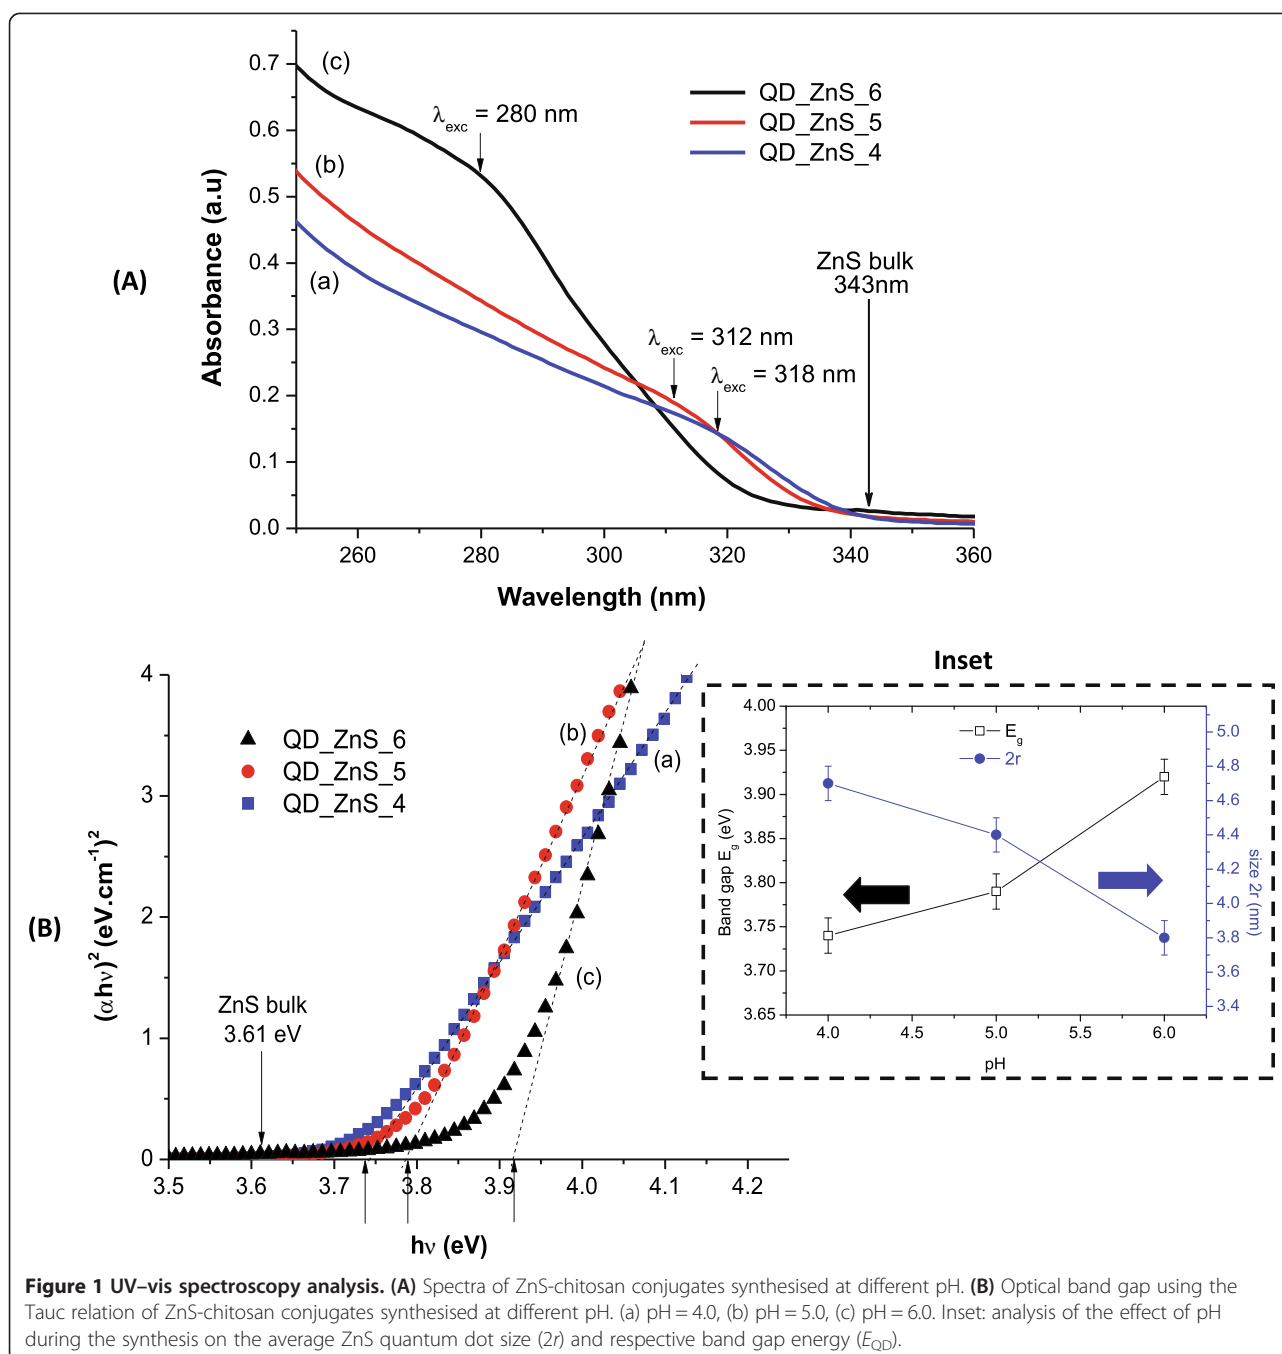 (A)
Absorbance (a.u)
0.7
0.6
0.5
0.4
0.3
0.2
0.1
0.0
(c)
(b)
(a)
λexc = 280 nm
QD_ZnS_6
QD_ZnS_5
QD_ZnS_4
ZnS bulk
343nm
λexc = 312 nm
λexc = 318 nm
260 280 300 320 340 360
Wavelength (nm)
(B)
(αhν)² (eV.cm⁻¹)²
4
3
2
1
0
QD_ZnS_6
QD_ZnS_5
QD_ZnS_4
(b)
(a)
(c)
ZnS bulk
3.61 eV
3.5 3.6 3.7 3.8 3.9 4.0 4.1 4.2
hν (eV)
Inset
Band gap Eg (eV)
4.00
3.95
3.90
3.85
3.80
3.75
3.70
3.65
Eg
2r
5.0
4.8
4.6
4.4
4.2
4.0
3.8
3.6
3.4
size 2r (nm)
4.0 4.5 5.0 5.5 6.0
pH
Figure 1 UV–vis spectroscopy analysis. (A) Spectra of ZnS-chitosan conjugates synthesised at different pH. (B) Optical band gap using the
Tauc relation of ZnS-chitosan conjugates synthesised at different pH. (a) pH = 4.0, (b) pH = 5.0, (c) pH = 6.0. Inset: analysis of the effect of pH
during the synthesis on the average ZnS quantum dot size (2r) and respective band gap energy (EQD).